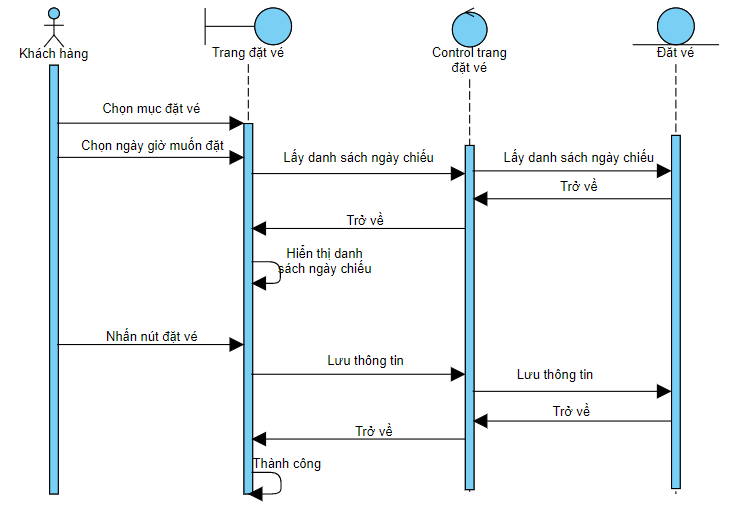 Khách hàng
Trang đặt vé
Control trang
đặt vé
Đăt vé
Chọn mục đặt vé
Chọn ngày giờ muốn đặt
Lấy danh sách ngày chiếu
Lấy danh sách ngày chiếu
Trở về
Trở về
Hiển thị danh
sách ngày chiếu
Nhấn nút đặt vé
Lưu thông tin
Lưu thông tin
Trở về
Trở về
Thành công